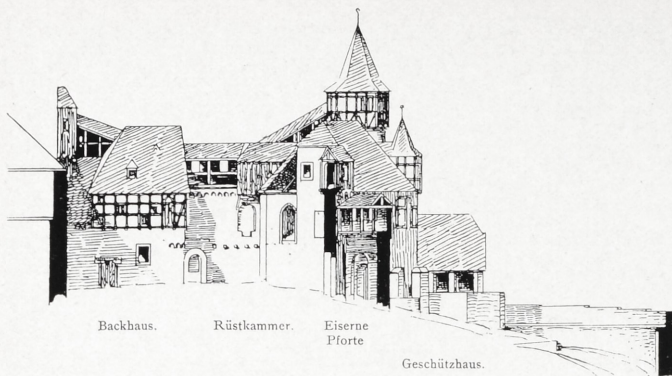 Backhaus.
Rüstkammer.
Eiserne
Pforte
Geschützhaus.